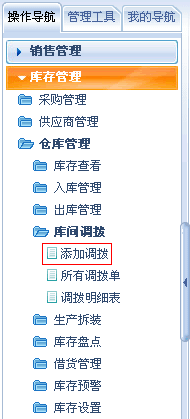 操作导航 管理工具 我的导航
销售管理
库存管理
采购管理
供应商管理
仓库管理
库存查看
入库管理
出库管理
库间调拨
添加调拨
所有调拨单
调拨明细表
生产拆装
库存盘点
借货管理
库存预警
库存设置